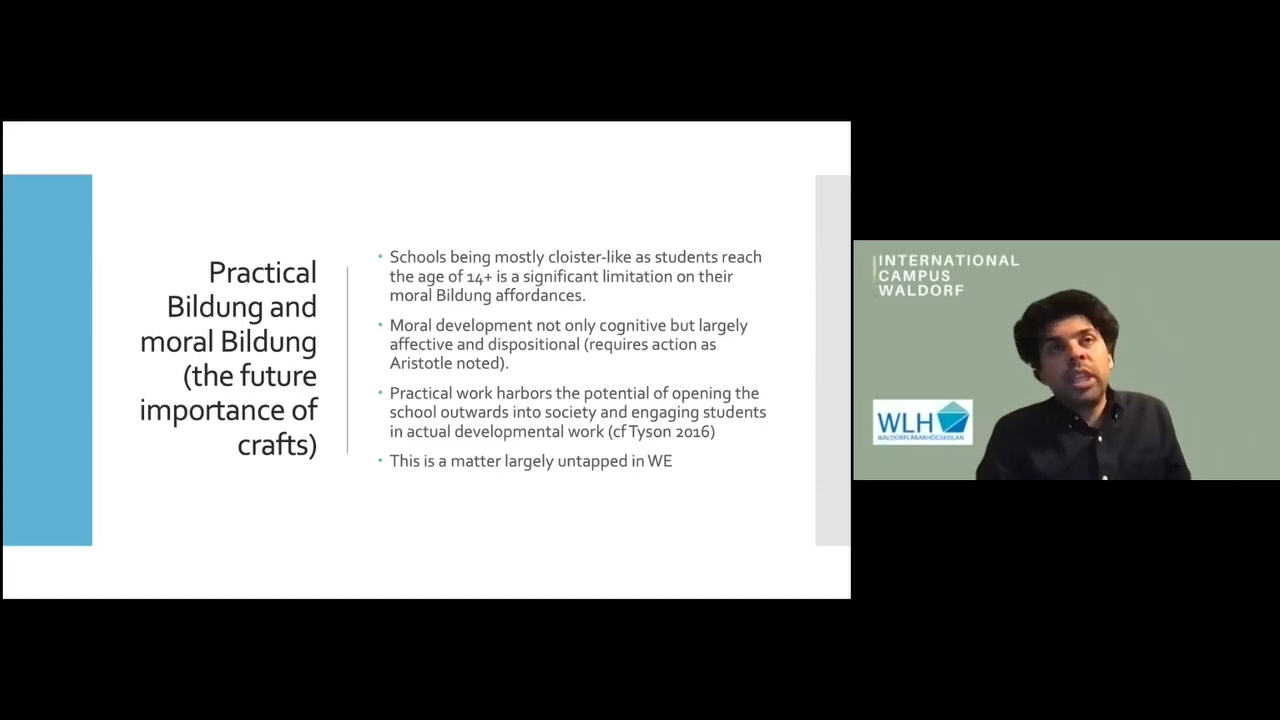 Practical
Bildung and
moral Bildung
(the future
importance of
crafts)
• Schools being mostly cloister-like as students reach
the age of 14+ is a significant limitation on their
moral Bildung affordances.
• Moral development not only cognitive but largely
affective and dispositional (requires action as
Aristotle noted).
• Practical work harbors the potential of opening the
school outwards into society and engaging students
in actual developmental work (cf Tyson 2016)
• This is a matter largely untapped in WE
INTERNATIONAL
CAMPUS
WALDORF
WLH
WALDORFLÄRARHÖGSKOLAN